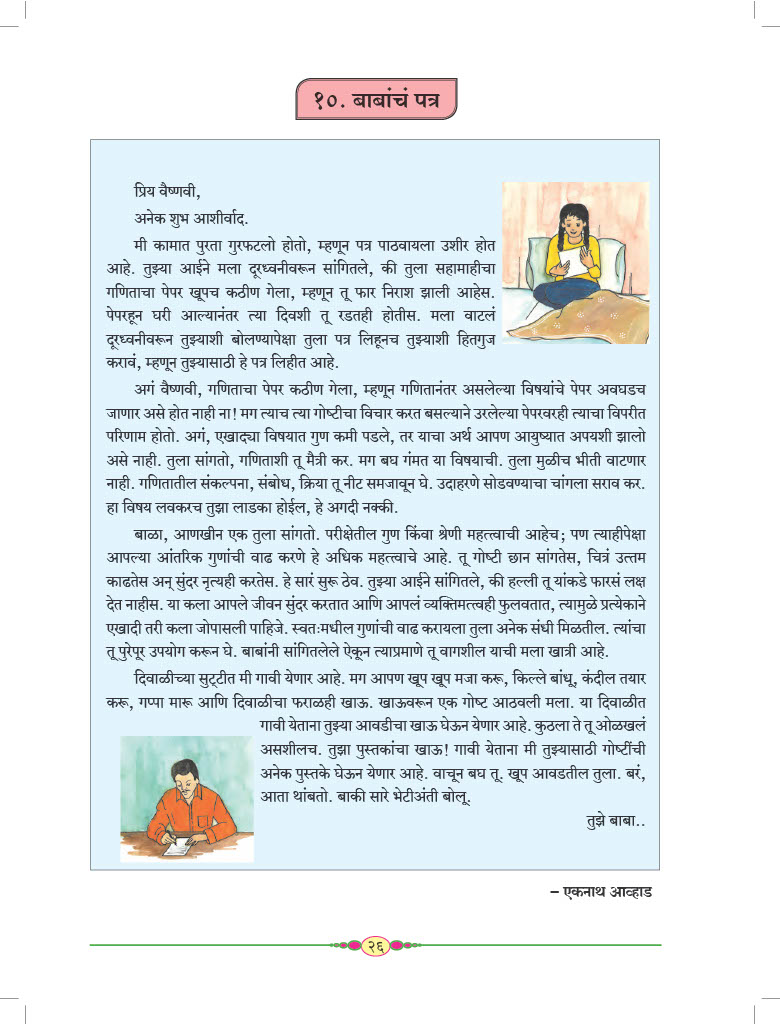 १०. बाबांचं पत्र
प्रिय वैष्णवी,
अनेक शुभ आशीर्वाद.
मी कामात पुरता गुरफटलो होतो, म्हणून पत्र पाठवायला उशीर होत
आहे. तुझ्या आईने मला दूरध्वनीवरून सांगितले, की तुला सहामाहीचा
गणिताचा पेपर खूपच कठीण गेला, म्हणून तू फार निराश झाली आहेस.
पेपरहून घरी आल्यानंतर त्या दिवशी तू रडतही होतीस. मला वाटलं
दूरध्वनीवरून तुझ्याशी बोलण्यापेक्षा तुला पत्र लिहूनच तुझ्याशी हितगुज
करावं, म्हणून तुझ्यासाठी हे पत्र लिहीत आहे.
अगं वैष्णवी, गणिताचा पेपर कठीण गेला, म्हणून गणितानंतर असलेल्या विषयांचे पेपर अवघडच
जाणार असे होत नाही ना! मग त्याच त्या गोष्टीचा विचार करत बसल्याने उरलेल्या पेपरवरही त्याचा विपरीत
परिणाम होतो. अगं, एखाद्या विषयात गुण कमी पडले, तर याचा अर्थ आपण आयुष्यात अपयशी झालो
असे नाही. तुला सांगतो, गणिताशी तू मैत्री कर. मग बघ गंमत या विषयाची. तुला मुळीच भीती वाटणार
नाही. गणितातील संकल्पना, संबोध, क्रिया तू नीट समजावून घे. उदाहरणे सोडवण्याचा चांगला सराव कर.
हा विषय लवकरच तुझा लाडका होईल, हे अगदी नक्की.
बाळा, आणखीन एक तुला सांगतो. परीक्षेतील गुण किंवा श्रेणी महत्त्वाची आहेच; पण त्याहीपेक्षा
आपल्या आंतरिक गुणांची वाढ करणे हे अधिक महत्त्वाचे आहे. तू गोष्टी छान सांगतेस, चित्रं उत्तम
काढतेस अन् सुंदर नृत्यही करतेस. हे सारं सुरू ठेव. तुझ्या आईने सांगितले, की हल्ली तू यांकडे फारसं लक्ष
देत नाहीस. या कला आपले जीवन सुंदर करतात आणि आपलं व्यक्तिमत्त्वही फुलवतात, त्यामुळे प्रत्येकाने
एखादी तरी कला जोपासली पाहिजे. स्वतःमधील गुणांची वाढ करायला तुला अनेक संधी मिळतील. त्यांचा
तू पुरेपूर उपयोग करून घे. बाबांनी सांगितलेले ऐकून त्याप्रमाणे तू वागशील याची मला खात्री आहे.
दिवाळीच्या सुट्टीत मी गावी येणार आहे. मग आपण खूप खूप मजा करू, किल्ले बांधू, कंदील तयार
करू, गप्पा मारू आणि दिवाळीचा फराळही खाऊ. खाऊवरून एक गोष्ट आठवली मला. या दिवाळीत
गावी येताना तुझ्या आवडीचा खाऊ घेऊन येणार आहे. कुठला ते तू ओळखलं
असशीलच. तुझा पुस्तकांचा खाऊ! गावी येताना मी तुझ्यासाठी गोष्टींची
अनेक पुस्तके घेऊन येणार आहे. वाचून बघ तू. खूप आवडतील तुला. बरं,
आता थांबतो. बाकी सारे भेटीअंती बोलू.
तुझे बाबा..
– एकनाथ आव्हाड
२६